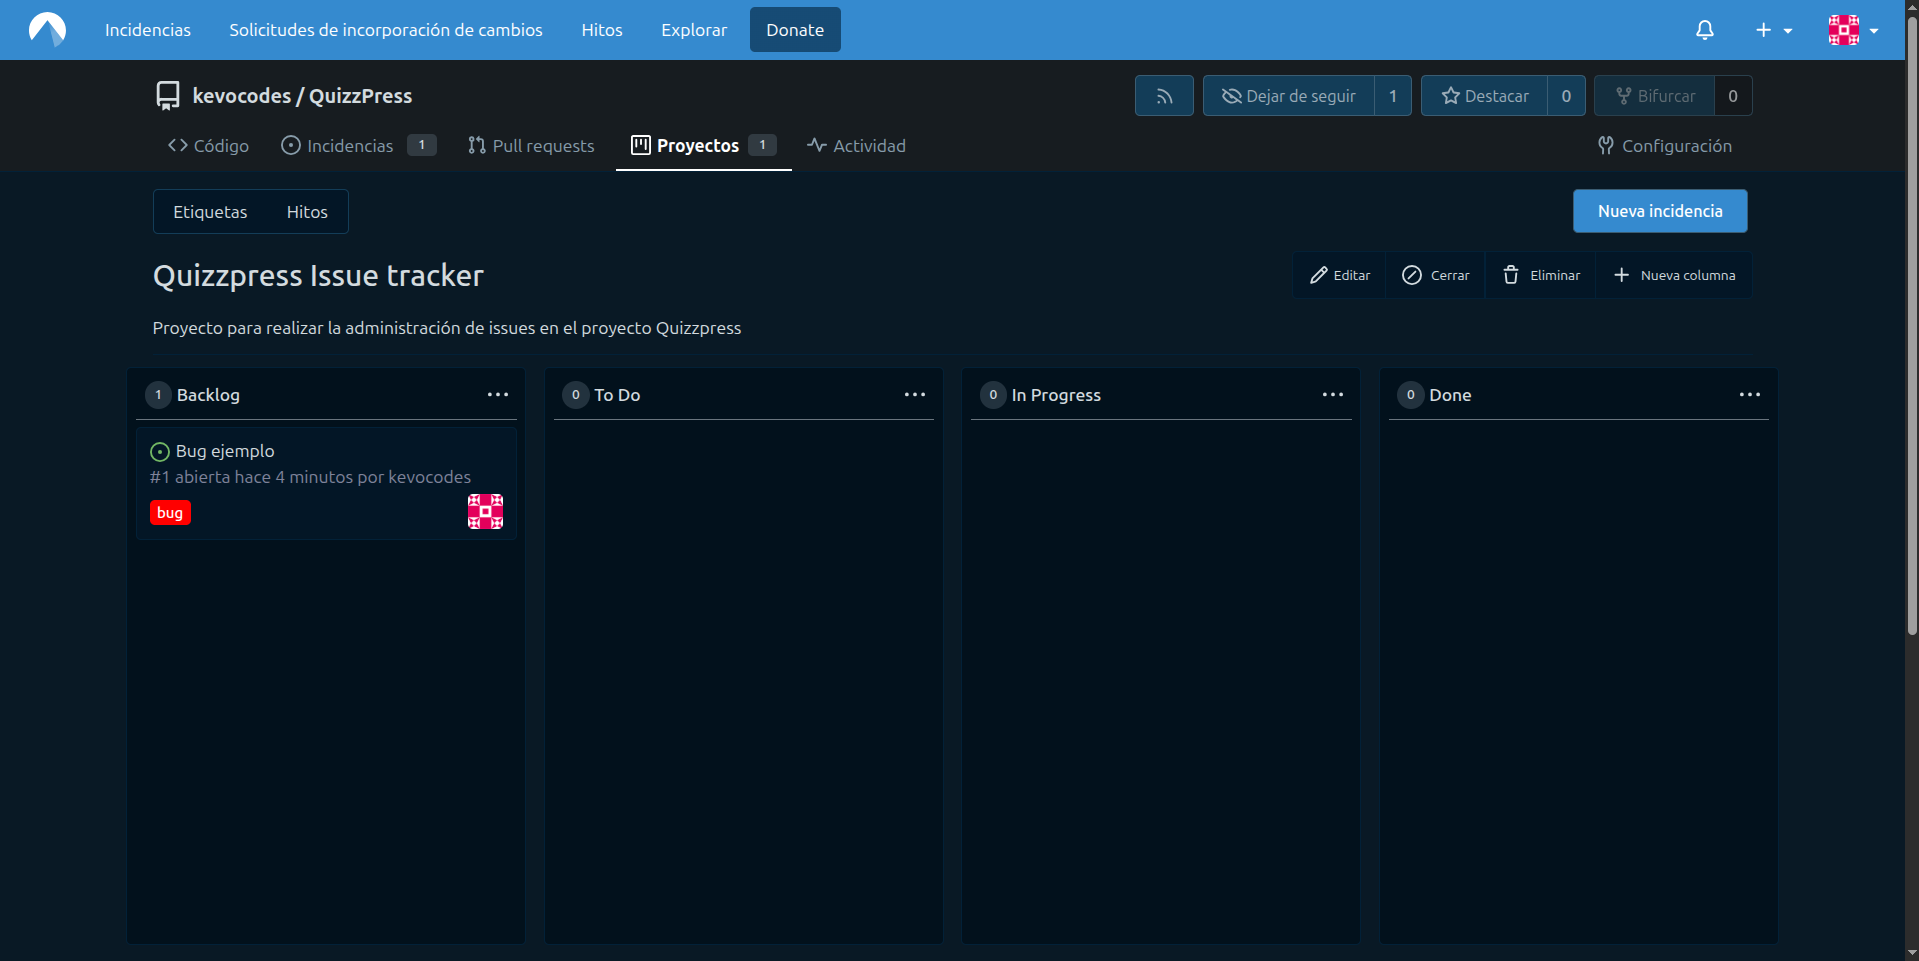 Incidencias Solicitudes de incorporación de cambios Hitos Explorar Donate
kevocodes / QuizzPress Dejar de seguir 1 Destacar 0 Bifurcar 0
Código Incidencias 1 Pull requests Proyectos 1 Actividad Configuración
Etiquetas Hitos Nueva incidencia
Quizzpress Issue tracker Editar Cerrar Eliminar Nueva columna
Proyecto para realizar la administración de issues en el proyecto Quizzpress
1 Backlog 0 To Do 0 In Progress 0 Done
Bug ejemplo
#1 abierta hace 4 minutos por kevocodes
bug